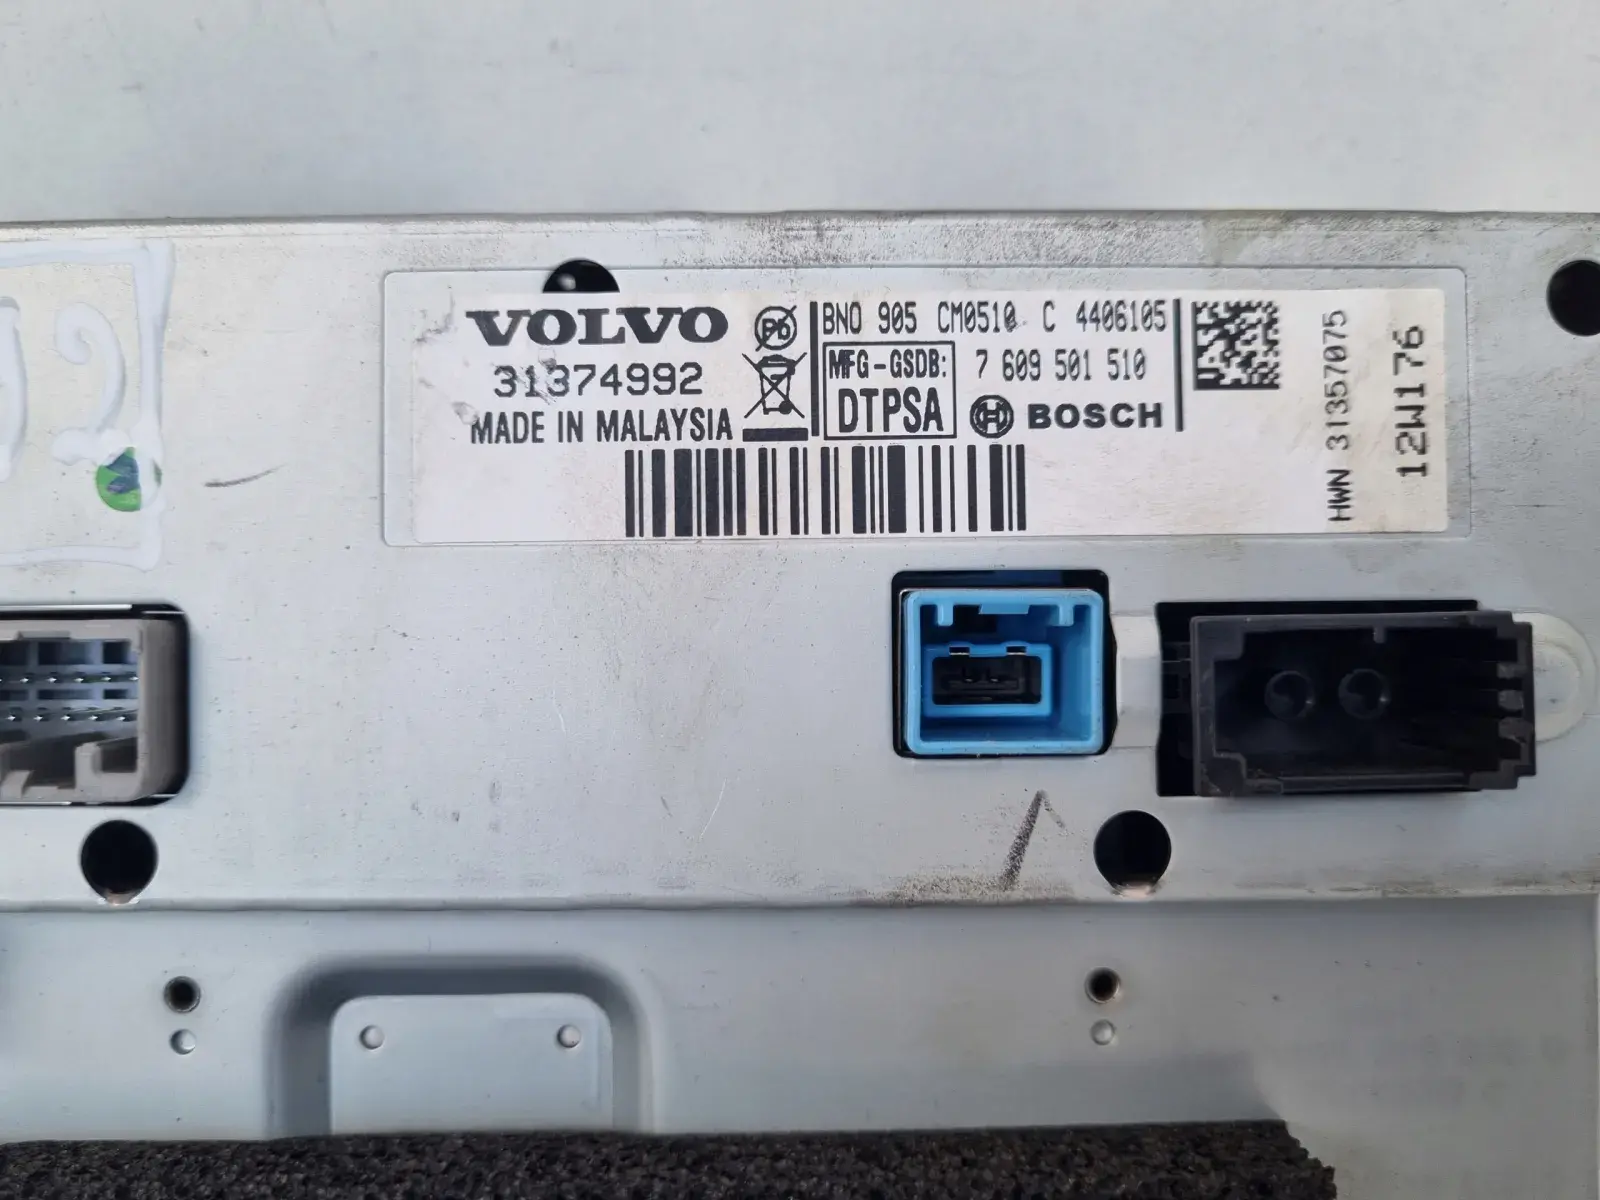 VOLVO
31374992
MADE IN MALAYSIA
Pb
BNO 905 CM0510 C 4406105
MFG-GSDB:
DTPSA
7 609 501 510
BOSCH
HWN 31357075
12W176